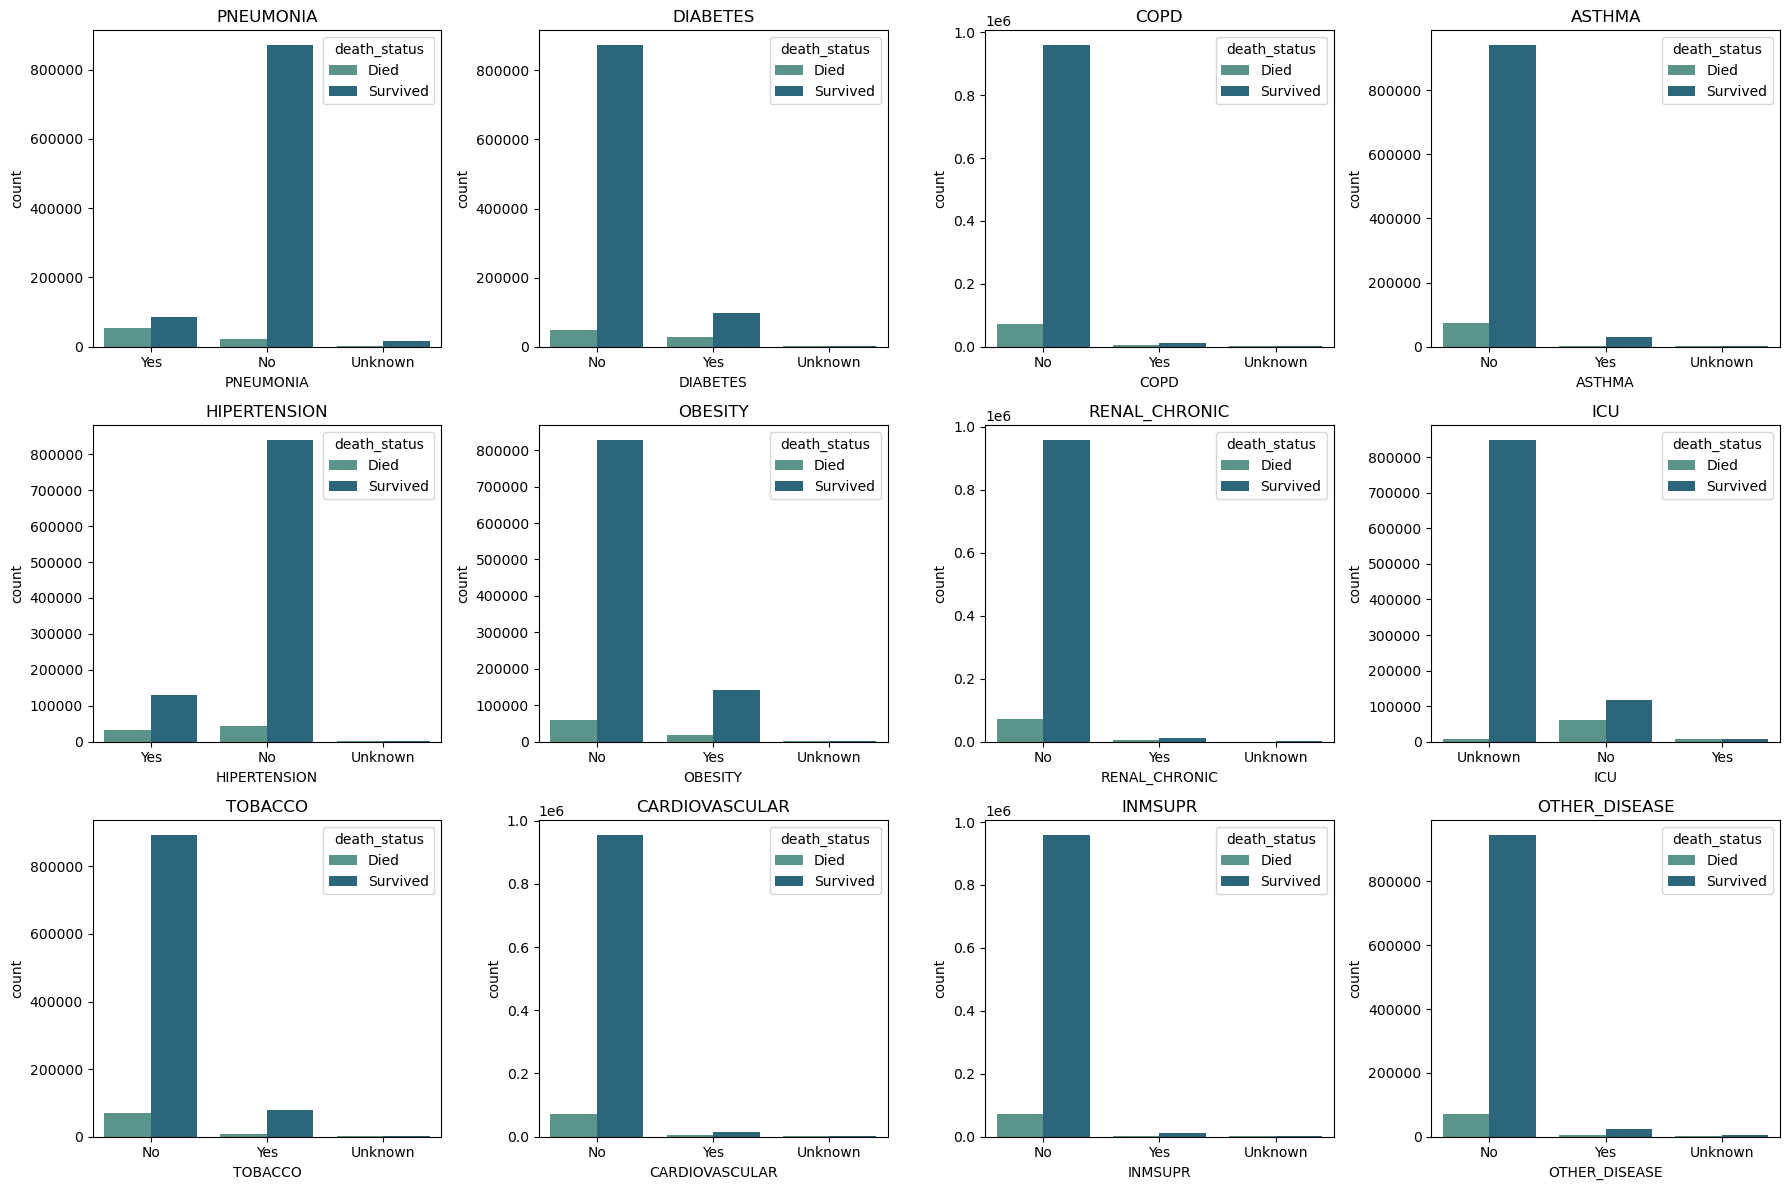 PNEUMONIA
death_status
Died
Survived
800000
600000
400000
200000
0
count
Yes No Unknown
PNEUMONIA
DIABETES
death_status
Died
Survived
800000
600000
400000
200000
0
count
No Yes Unknown
DIABETES
COPD
1e6
death_status
Died
Survived
1.0
0.8
0.6
0.4
0.2
0.0
count
No Yes Unknown
COPD
ASTHMA
death_status
Died
Survived
800000
600000
400000
200000
0
count
No Yes Unknown
ASTHMA
HIPERTENSION
death_status
Died
Survived
800000
700000
600000
500000
400000
300000
200000
100000
0
count
Yes No Unknown
HIPERTENSION
OBESITY
death_status
Died
Survived
800000
700000
600000
500000
400000
300000
200000
100000
0
count
No Yes Unknown
OBESITY
RENAL_CHRONIC
1e6
death_status
Died
Survived
1.0
0.8
0.6
0.4
0.2
0.0
count
No Yes Unknown
RENAL_CHRONIC
ICU
death_status
Died
Survived
800000
700000
600000
500000
400000
300000
200000
100000
0
count
Unknown No Yes
ICU
TOBACCO
death_status
Died
Survived
800000
600000
400000
200000
0
count
No Yes Unknown
TOBACCO
CARDIOVASCULAR
1e6
death_status
Died
Survived
1.0
0.8
0.6
0.4
0.2
0.0
count
No Yes Unknown
CARDIOVASCULAR
INMSUPR
1e6
death_status
Died
Survived
1.0
0.8
0.6
0.4
0.2
0.0
count
No Yes Unknown
INMSUPR
OTHER_DISEASE
death_status
Died
Survived
800000
600000
400000
200000
0
count
No Yes Unknown
OTHER_DISEASE